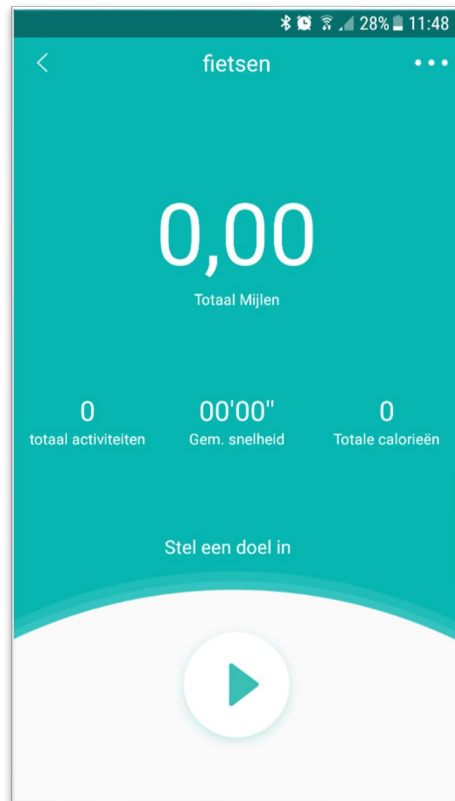 28% 11:48
fietsen
0,00
Totaal Mijlen
0 00'00" 0
totaal activiteiten Gem. snelheid Totale calorieën
Stel een doel in